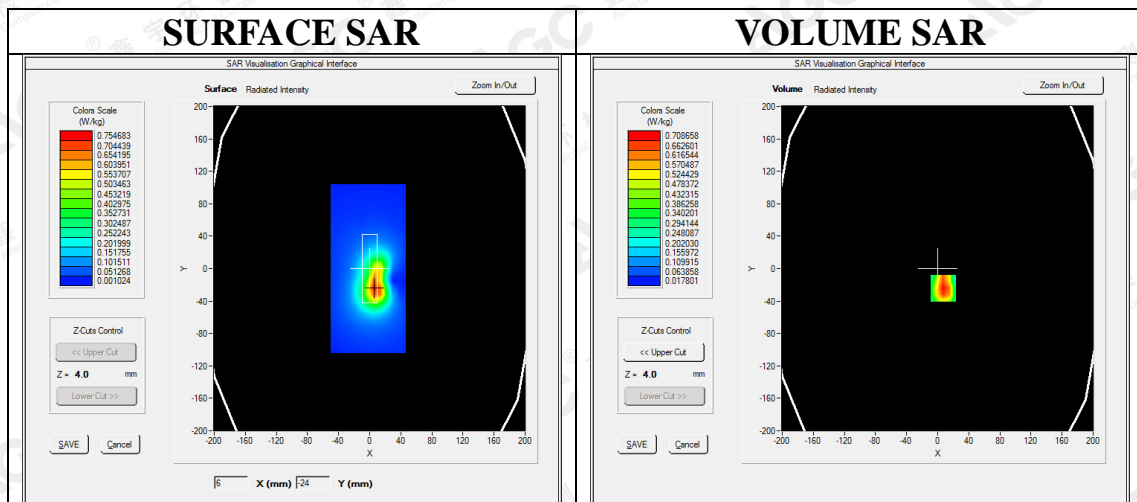 SURFACE SAR
SAR Visualisation Graphical Interface
Surface Radiated Intensity
Zoom In/Out
Colors Scale
(W/kg)
0.754683
0.704439
0.654195
0.603951
0.553707
0.503463
0.453219
0.402975
0.352731
0.302487
0.252243
0.201999
0.151755
0.101511
0.051268
0.001024
Z-Cuts Control
<< Upper Cut
Z = 4.0 mm
Lower Cut >>
SAVE Cancel
200
160
120
80
40
0
-40
-80
-120
-160
-200
Y
-200 -160 -120 -80 -40 0 40 80 120 160 200
X
6 X (mm) -24 Y (mm)
VOLUME SAR
SAR Visualisation Graphical Interface
Volume Radiated Intensity
Zoom In/Out
Colors Scale
(W/kg)
0.708658
0.662601
0.616544
0.570487
0.524429
0.478372
0.432315
0.386258
0.340201
0.294144
0.248087
0.202030
0.155972
0.109915
0.063858
0.017801
Z-Cuts Control
<< Upper Cut
Z = 4.0 mm
Lower Cut >>
SAVE Cancel
200
160
120
80
40
0
-40
-80
-120
-160
-200
Y
-200 -160 -120 -80 -40 0 40 80 120 160 200
X